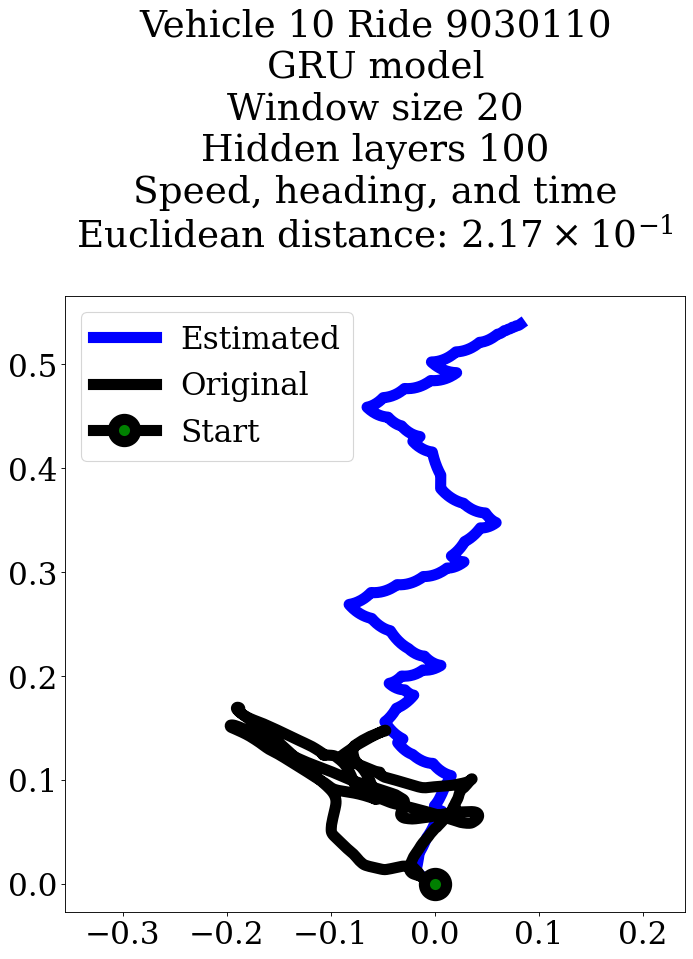 Vehicle 10 Ride 9030110
GRU model
Window size 20
Hidden layers 100
Speed, heading, and time
Euclidean distance: 2.17 × 10⁻¹
Estimated
Original
Start
0.5
0.4
0.3
0.2
0.1
0.0
−0.3 −0.2 −0.1 0.0 0.1 0.2